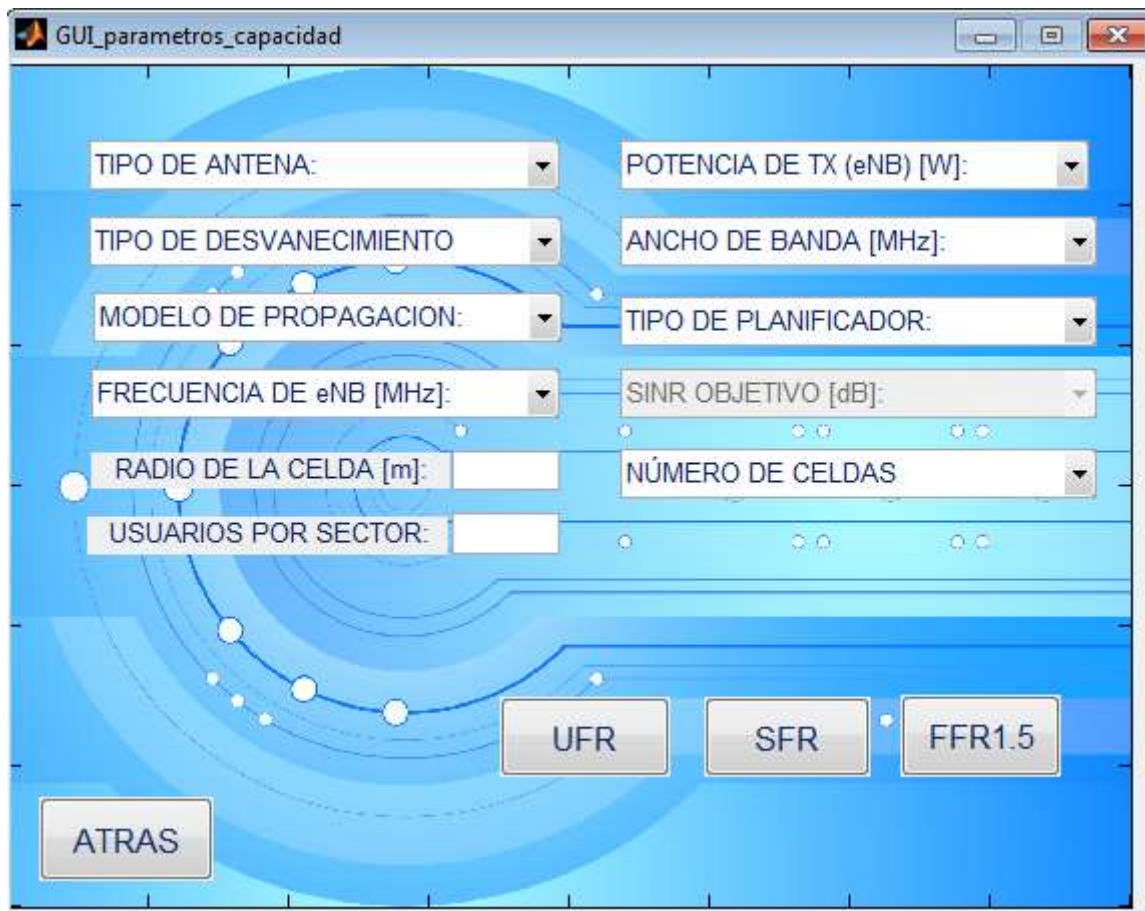 GUI_parametros_capacidad
TIPO DE ANTENA:
POTENCIA DE TX (eNB) [W]:
TIPO DE DESVANECIMIENTO
ANCHO DE BANDA [MHz]:
MODELO DE PROPAGACION:
TIPO DE PLANIFICADOR:
FRECUENCIA DE eNB [MHz]:
SINR OBJETIVO [dB]:
RADIO DE LA CELDA [m]:
NÚMERO DE CELDAS
USUARIOS POR SECTOR:
UFR
SFR
FFR1.5
ATRAS